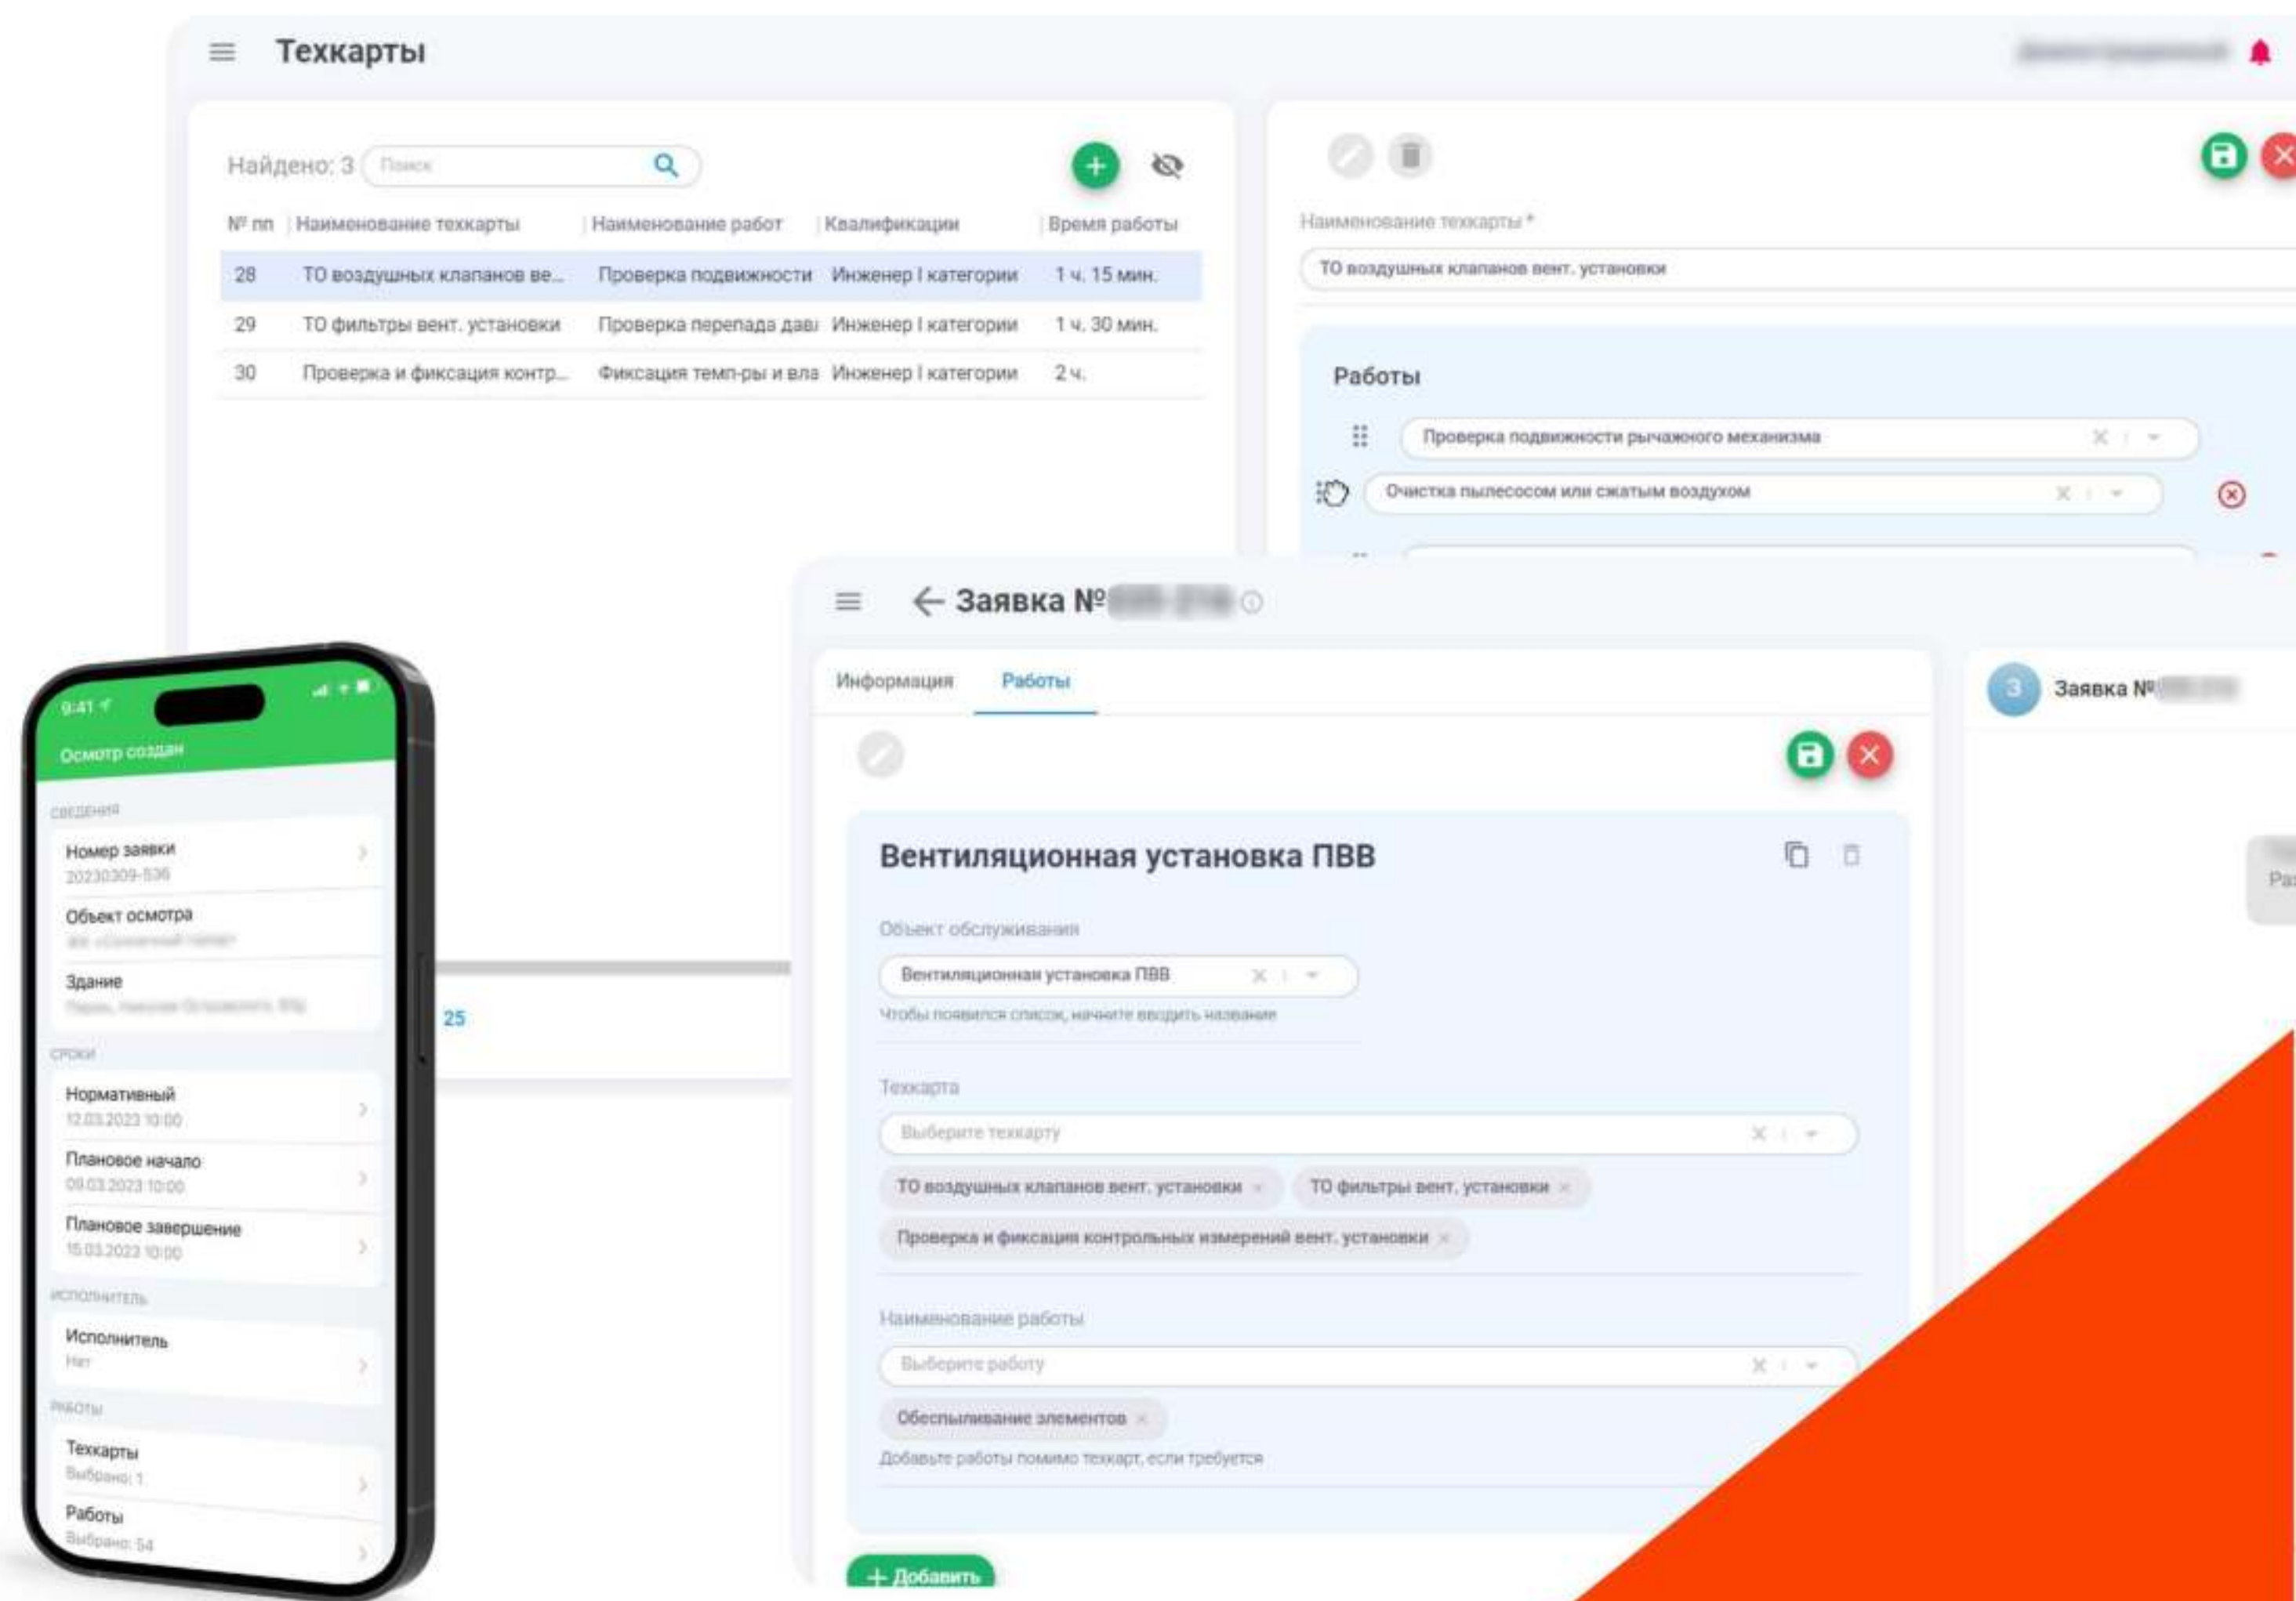 Техкарты
Найдено: 3 Поиск
№ пп Наименование техкарты Наименование работ Квалификации Время работы
28 ТО воздушных клапанов ве... Проверка подвижности Инженер I категории 1 ч. 15 мин.
29 ТО фильтры вент. установки Проверка перепада дав Инженер I категории 1 ч. 30 мин.
30 Проверка и фиксация контр... Фиксация темп-ры и вла Инженер I категории 2 ч.
25
Наименование техкарты *
ТО воздушных клапанов вент. установки
Работы
Проверка подвижности рычажного механизма
Очистка пылесосом или сжатым воздухом
Заявка №
Информация Работы
Вентиляционная установка ПВВ
Объект обслуживания
Вентиляционная установка ПВВ
Чтобы появился список, начните вводить название
Техкарта
Выберите техкарту
ТО воздушных клапанов вент. установки ТО фильтры вент. установки
Проверка и фиксация контрольных измерений вент. установки
Наименование работы
Выберите работу
Обеспыливание элементов
Добавьте работы помимо техкарт, если требуется
+ Добавить
З Заявка №
Раз
9:41
Осмотр создан
СВЕДЕНИЯ
Номер заявки
20230309-536
Объект осмотра
Здание
СРОКИ
Нормативный
12.03.2023 10:00
Плановое начало
09.03.2023 10:00
Плановое завершение
15.03.2023 10:00
ИСПОЛНИТЕЛЬ
Исполнитель
Нет
РАБОТЫ
Техкарты
Выбрано: 1
Работы
Выбрано: 54